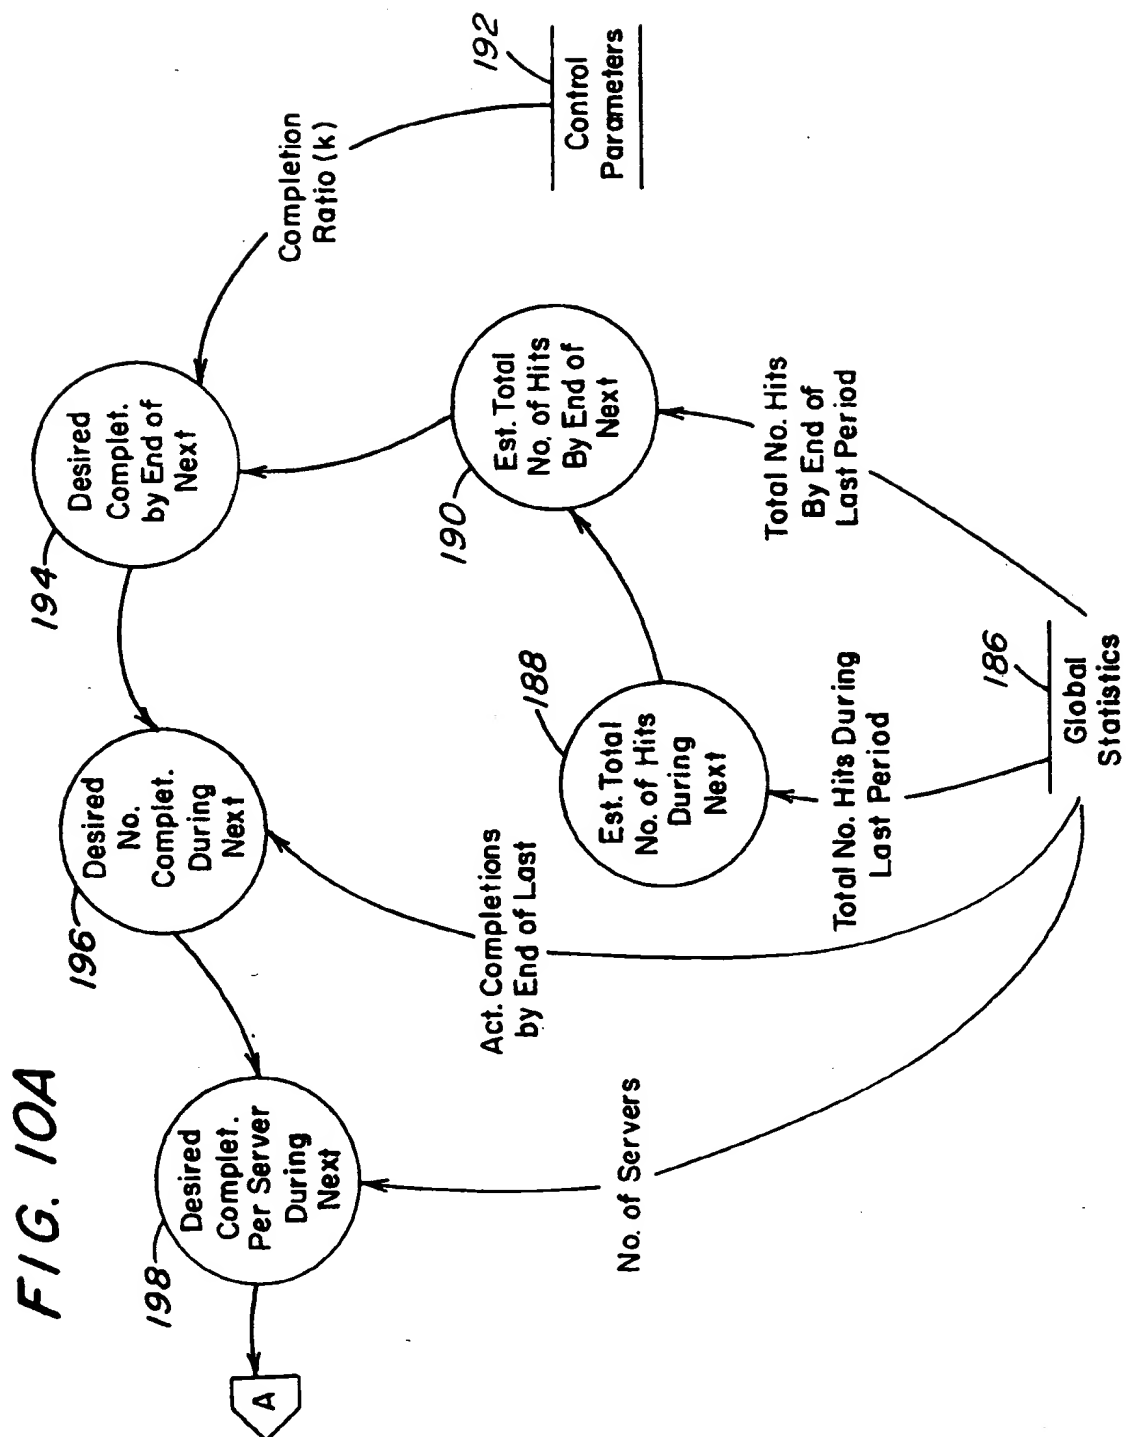 FIG. 10A
A
198
Desired
Complet.
Per Server
During
Next
196
Desired
No.
Complet.
During
Next
194
Desired
Complet.
by End of
Next
Completion
Ratio (k)
192
Control
Parameters
190
Est. Total
No. of Hits
By End of
Next
188
Est. Total
No. of Hits
During
Next
No. of Servers
Act. Completions
by End of Last
Total No. Hits During
Last Period
Total No. Hits
By End of
Last Period
186
Global
Statistics